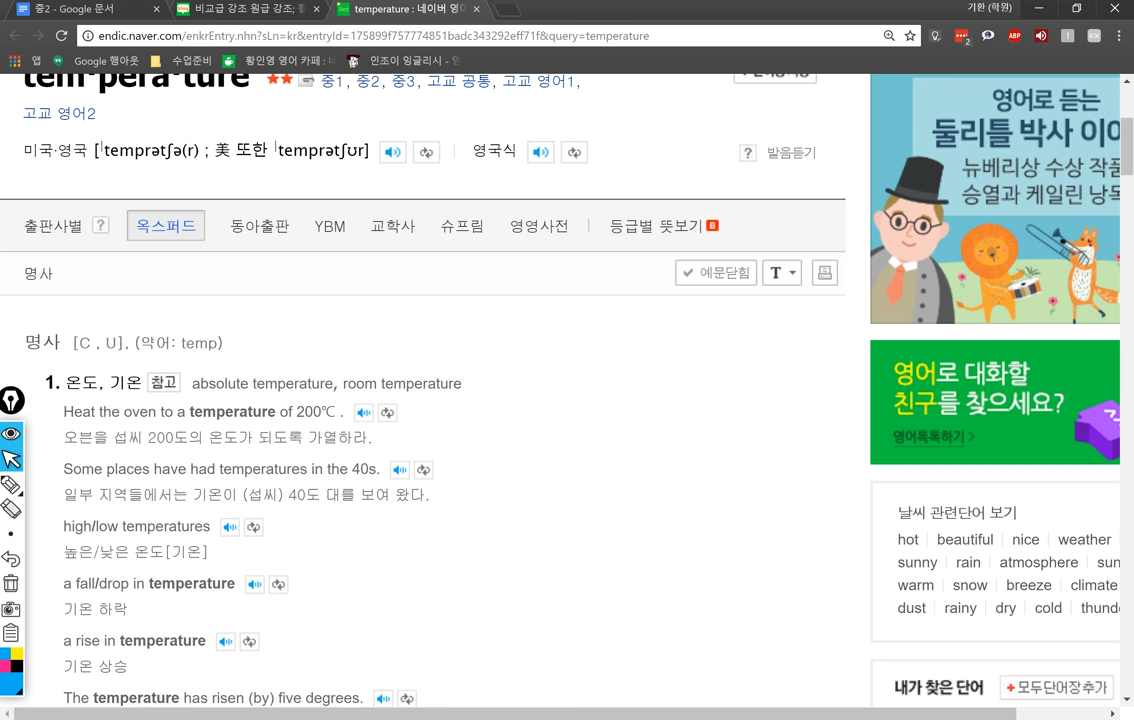 중2 - Google 문서
비교급 강조 원급 강조;
temperature : 네이버 영어
기환 (학원)
endic.naver.com/enkrEntry.nhn?sLn=kr&entryId=175899f757774851badc343292eff71f&query=temperature
앱 Google 행아웃 수업준비 황인영 영어 카페 : 인조이 잉글리시 -
tem·pera·ture 중1, 중2, 중3, 고교 공통, 고교 영어1,
고교 영어2
미국·영국 [ˈtemprətʃə(r) ; 美 또한 ˈtemprətʃʊr] 영국식 ? 발음듣기
출판사별 ? 옥스퍼드 동아출판 YBM 교학사 슈프림 영영사전 등급별 뜻보기
명사 예문닫힘 T
명사 [C , U], (약어: temp)
1. 온도, 기온 참고 absolute temperature, room temperature
Heat the oven to a temperature of 200℃ .
오븐을 섭씨 200도의 온도가 되도록 가열하라.
Some places have had temperatures in the 40s.
일부 지역들에서는 기온이 (섭씨) 40도 대를 보여 왔다.
high/low temperatures
높은/낮은 온도[기온]
a fall/drop in temperature
기온 하락
a rise in temperature
기온 상승
The temperature has risen (by) five degrees.
영어로 듣는
둘리틀 박사 이
뉴베리상 수상 작품
승열과 케일린 낭독
영어로 대화할
친구를 찾으세요?
영어톡톡하기 >
날씨 관련단어 보기
hot beautiful nice weather
sunny rain atmosphere sun
warm snow breeze climate
dust rainy dry cold thund
내가 찾은 단어 + 모두단어장추가